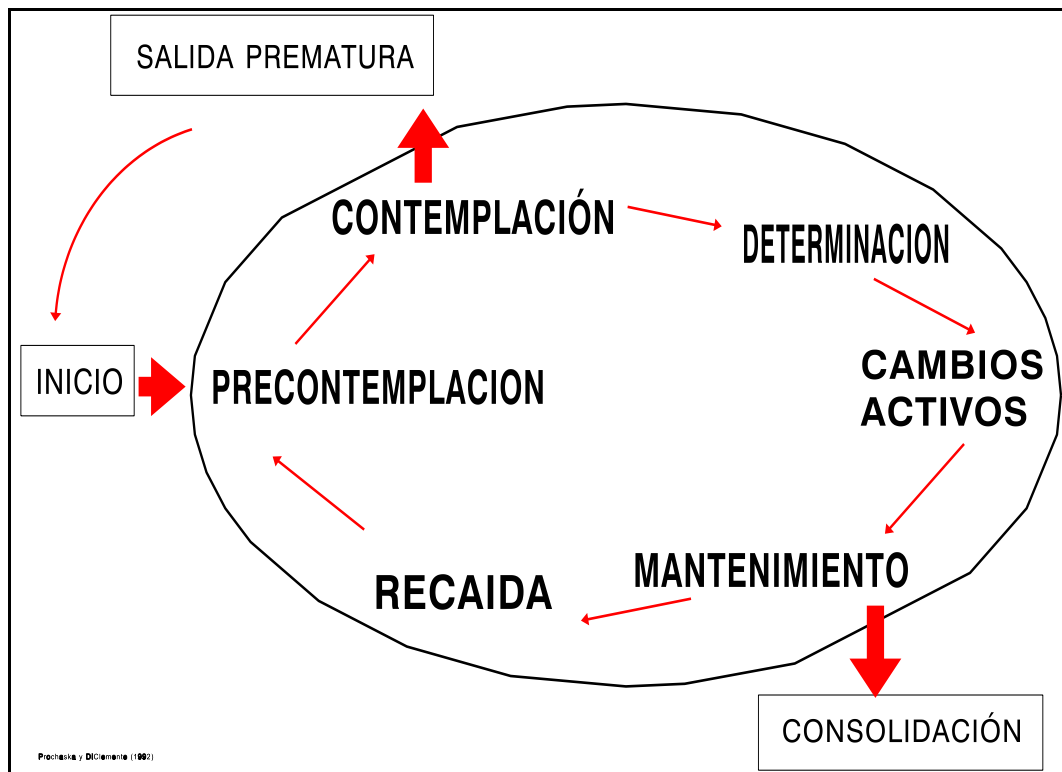 SALIDA PREMATURA
CONTEMPLACIÓN
DETERMINACION
INICIO
PRECONTEMPLACION
CAMBIOS
ACTIVOS
MANTENIMIENTO
RECAIDA
CONSOLIDACIÓN
Prochaska y DiClemente (1992)